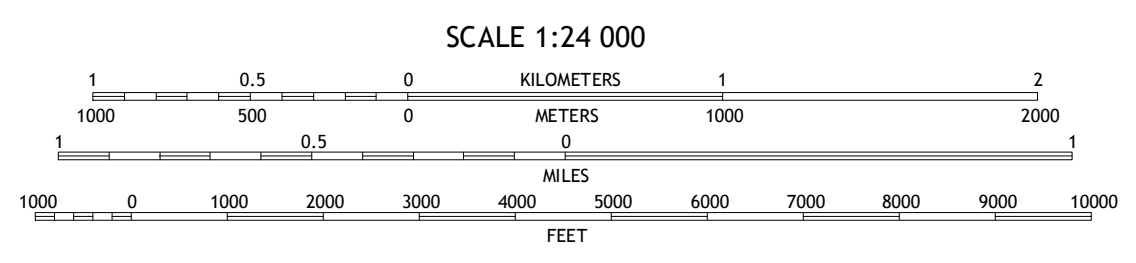 SCALE 1:24 000
1 0.5 0 KILOMETERS 1 2
1000 500 0 METERS 1000 2000
1 0.5 0 1
MILES
1000 0 1000 2000 3000 4000 5000 6000 7000 8000 9000 10000
FEET